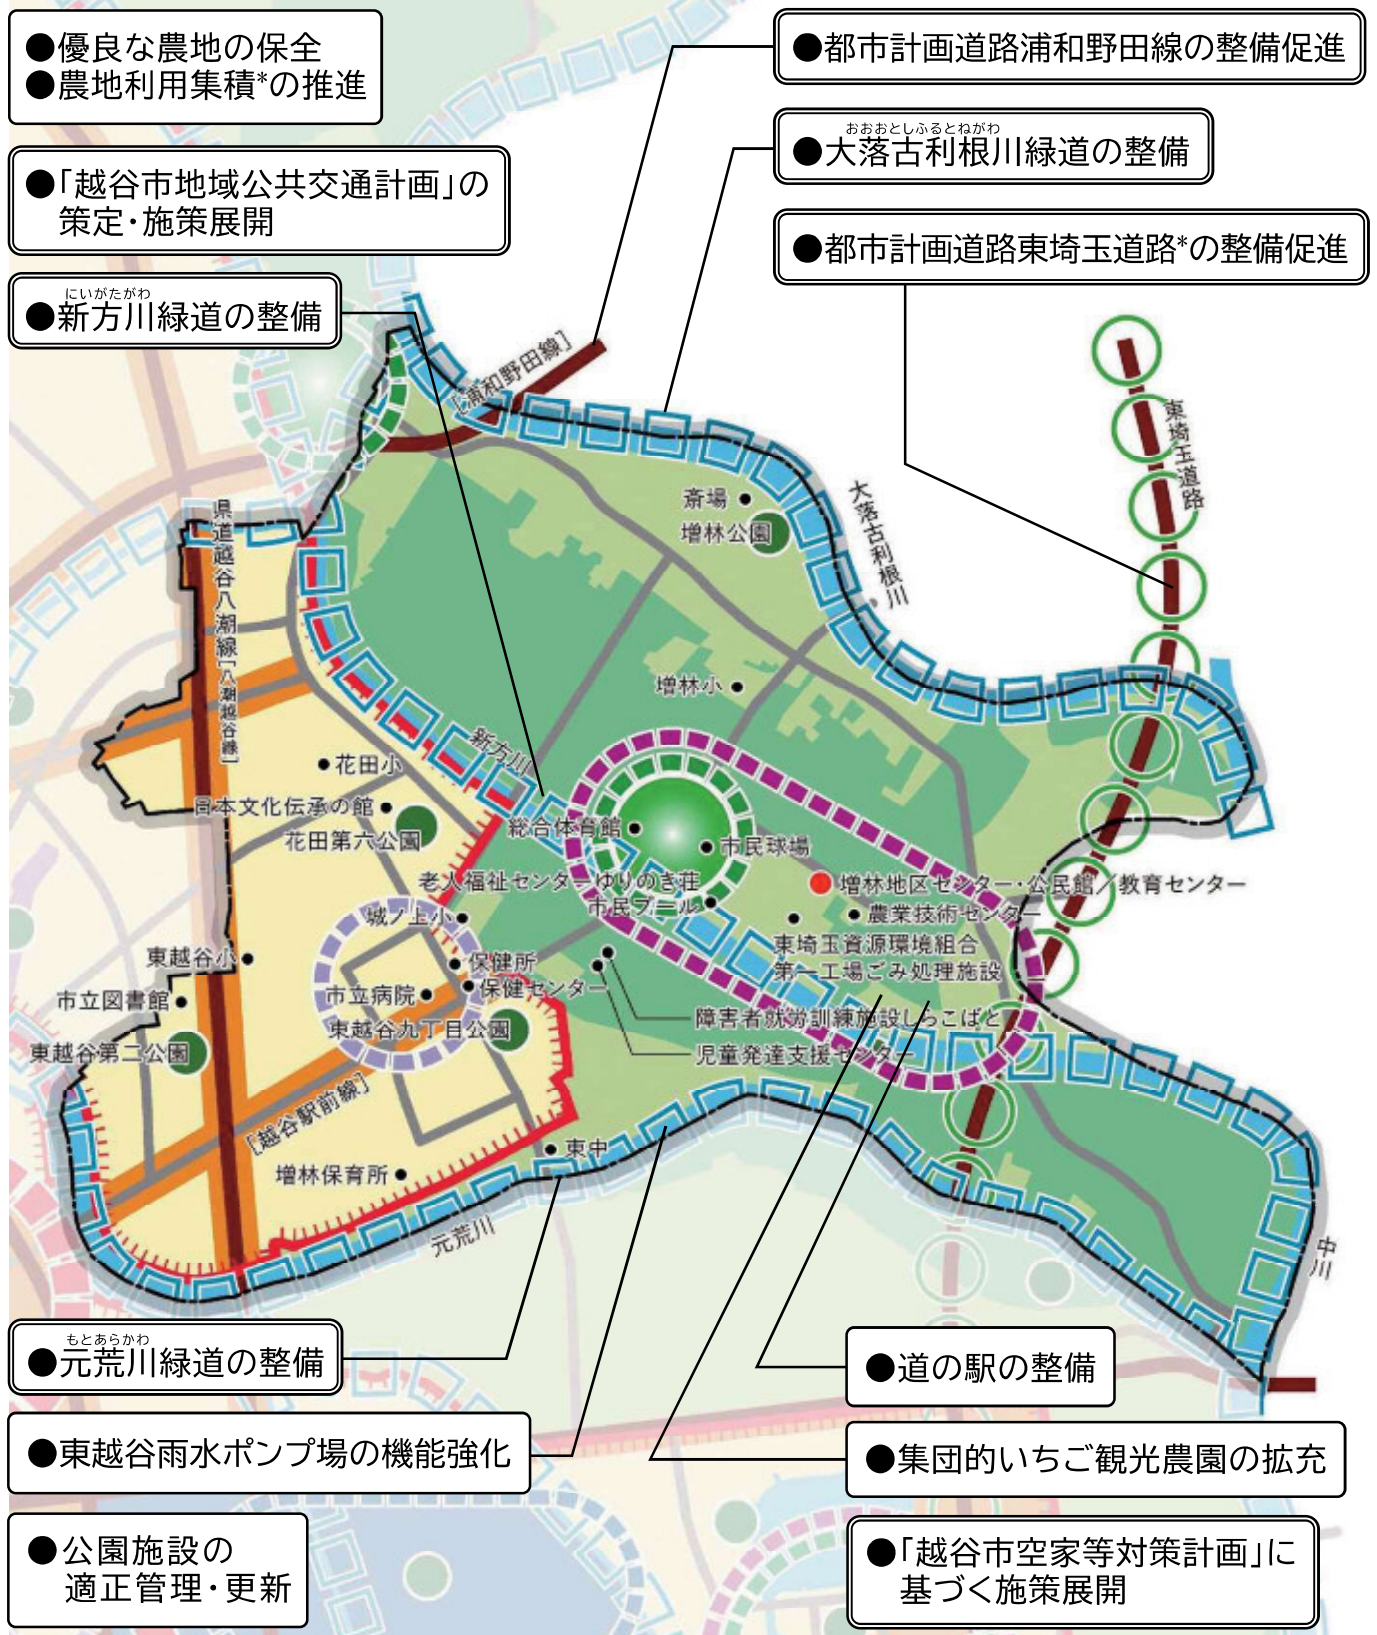 ●優良な農地の保全
●農地利用集積*の推進
●「越谷市地域公共交通計画」の
策定・施策展開
にいがたがわ
●新方川緑道の整備
●都市計画道路浦和野田線の整備促進
おおおとしふるとねがわ
●大落古利根川緑道の整備
●都市計画道路東埼玉道路*の整備促進
[浦和野田線]
東埼玉道路
県道越谷八潮線[八潮越谷線]
斎場
増林公園
大落古利根川
増林小
新方川
花田小
日本文化伝承の館
花田第六公園
総合体育館
市民球場
老人福祉センターゆりのき荘
市民プール
増林地区センター・公民館／教育センター
農業技術センター
東埼玉資源環境組合
第一工場ごみ処理施設
城ノ上小
東越谷小
保健所
保健センター
市立図書館
市立病院
東越谷九丁目公園
東越谷第二公園
障害者就労訓練施設しらこばと
児童発達支援センター
[越谷駅前線]
東中
増林保育所
元荒川
中川
もとあらかわ
●元荒川緑道の整備
●東越谷雨水ポンプ場の機能強化
●公園施設の
適正管理・更新
●道の駅の整備
●集団的いちご観光農園の拡充
●「越谷市空家等対策計画」に
基づく施策展開